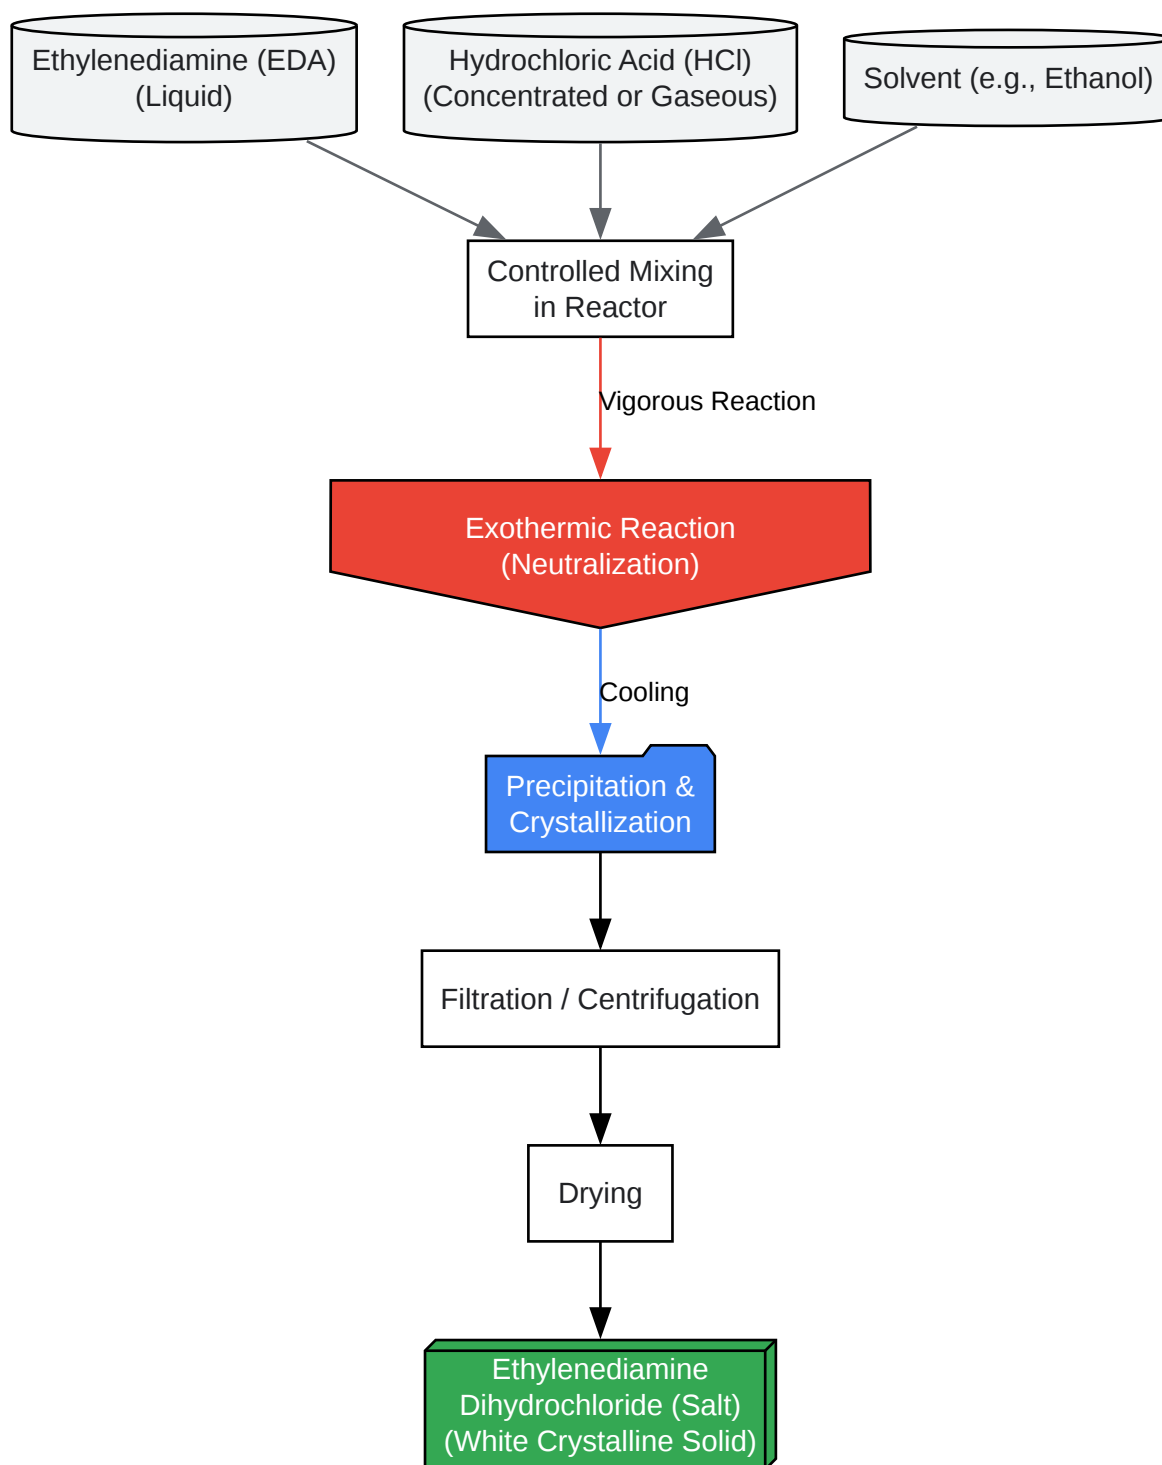 Ethylenediamine (EDA)
(Liquid)
Hydrochloric Acid (HCl)
(Concentrated or Gaseous)
Solvent (e.g., Ethanol)
Controlled Mixing
in Reactor
Vigorous Reaction
Exothermic Reaction
(Neutralization)
Cooling
Precipitation &
Crystallization
Filtration / Centrifugation
Drying
Ethylenediamine
Dihydrochloride (Salt)
(White Crystalline Solid)